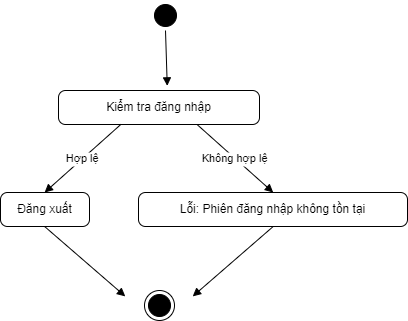 Kiểm tra đăng nhập
Hợp lệ
Không hợp lệ
Đăng xuất
Lỗi: Phiên đăng nhập không tồn tại